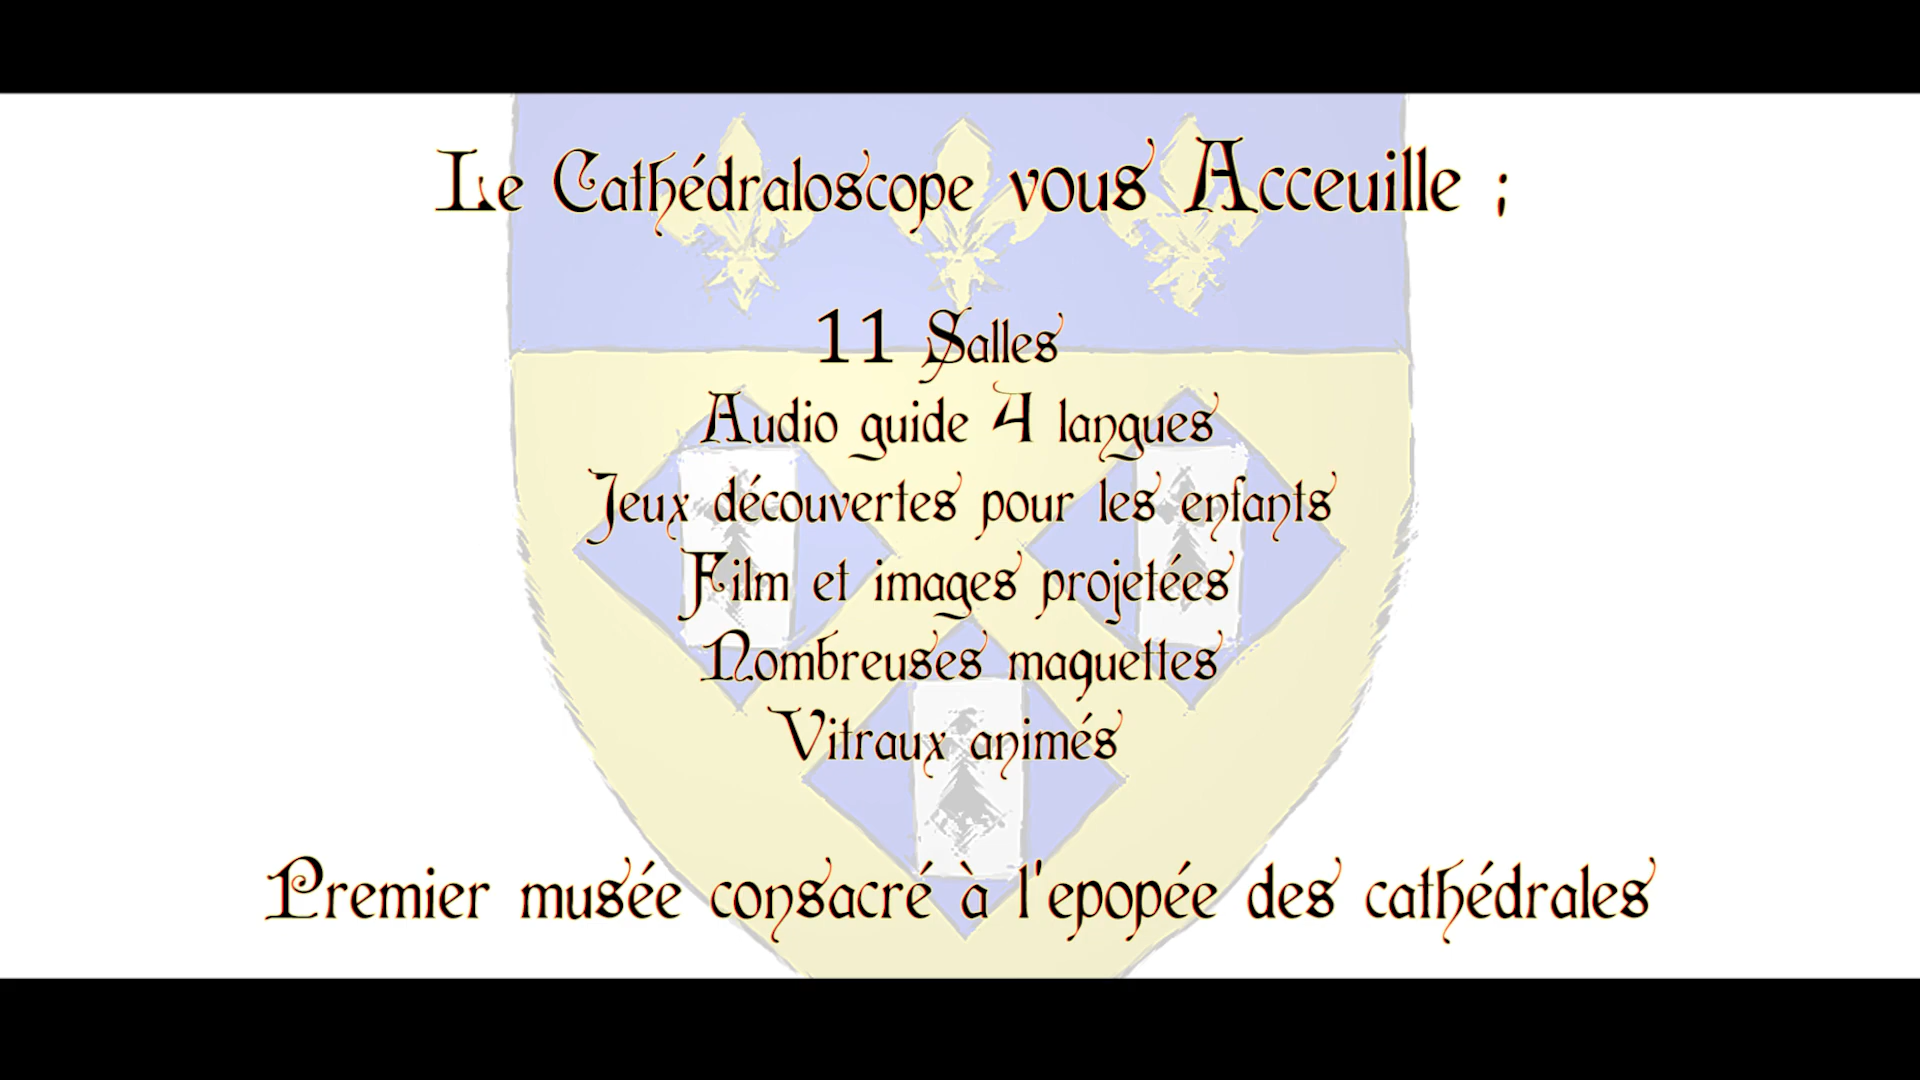 Le Cathédraloscope vous Acceuille ;
11 Salles
Audio guide 4 langues
Jeux découvertes pour les enfants
Film et images projetées
Nombreuses maquettes
Vitraux animés
Premier musée consacré à l'epopée des cathédrales